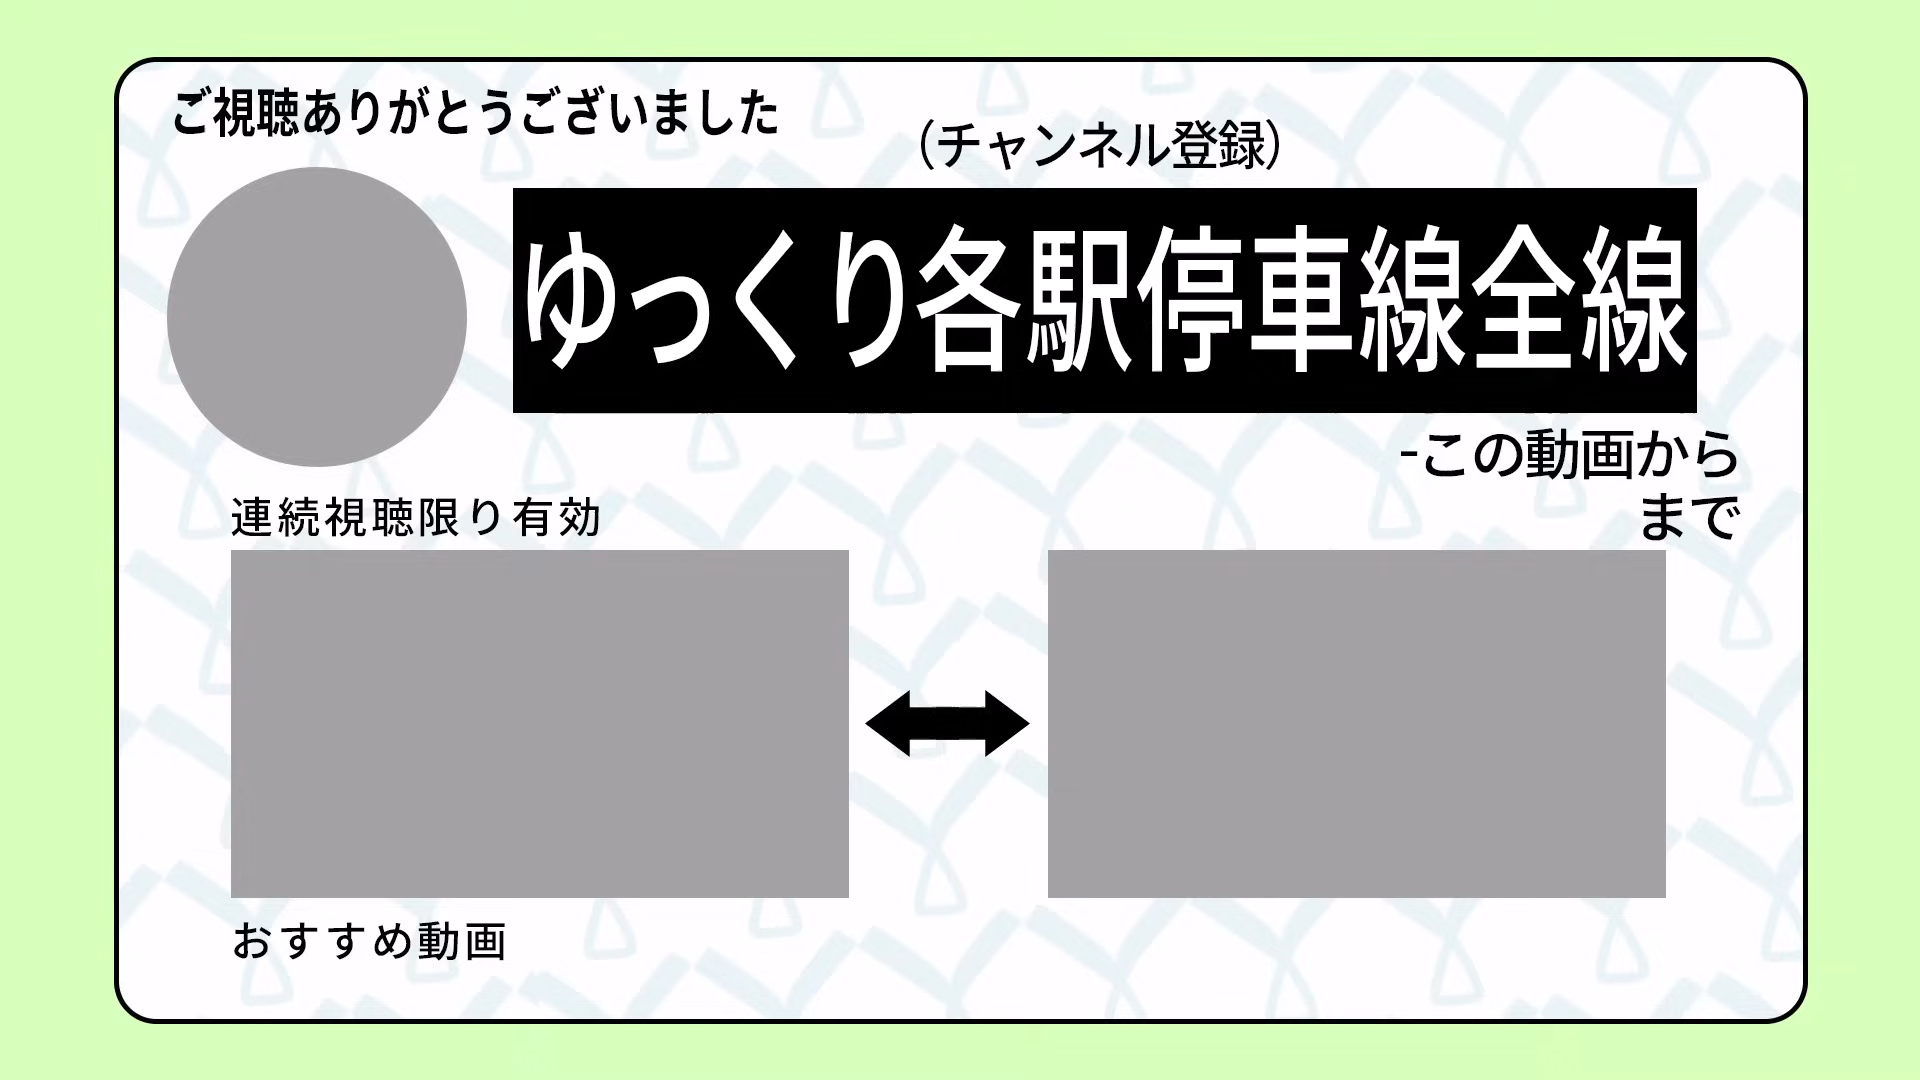 ご視聴ありがとうございました
（チャンネル登録）
ゆっくり各駅停車線全線
-この動画から
まで
連続視聴限り有効
おすすめ動画